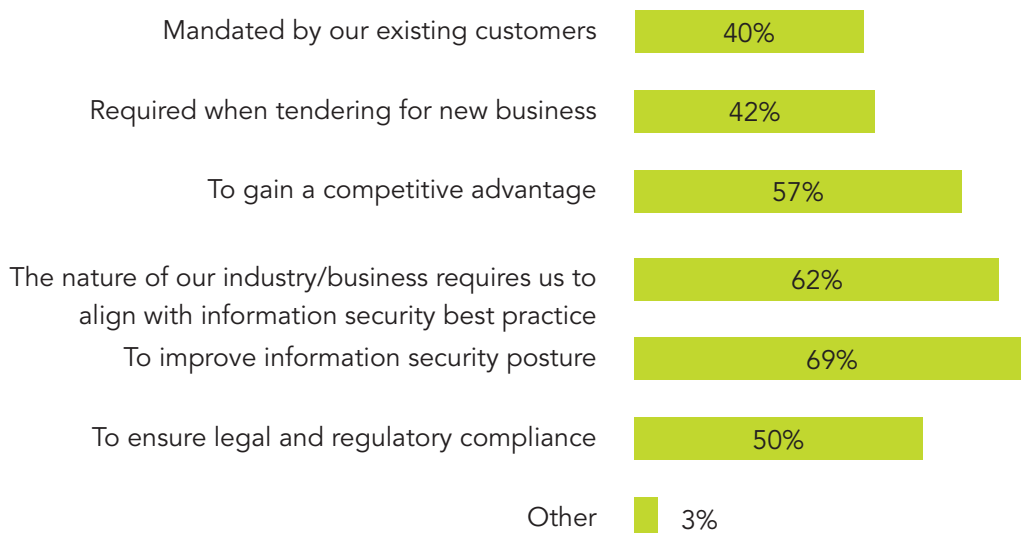 Mandated by our existing customers 40%
Required when tendering for new business 42%
To gain a competitive advantage 57%
The nature of our industry/business requires us to 62%
align with information security best practice
To improve information security posture 69%
To ensure legal and regulatory compliance 50%
Other 3%